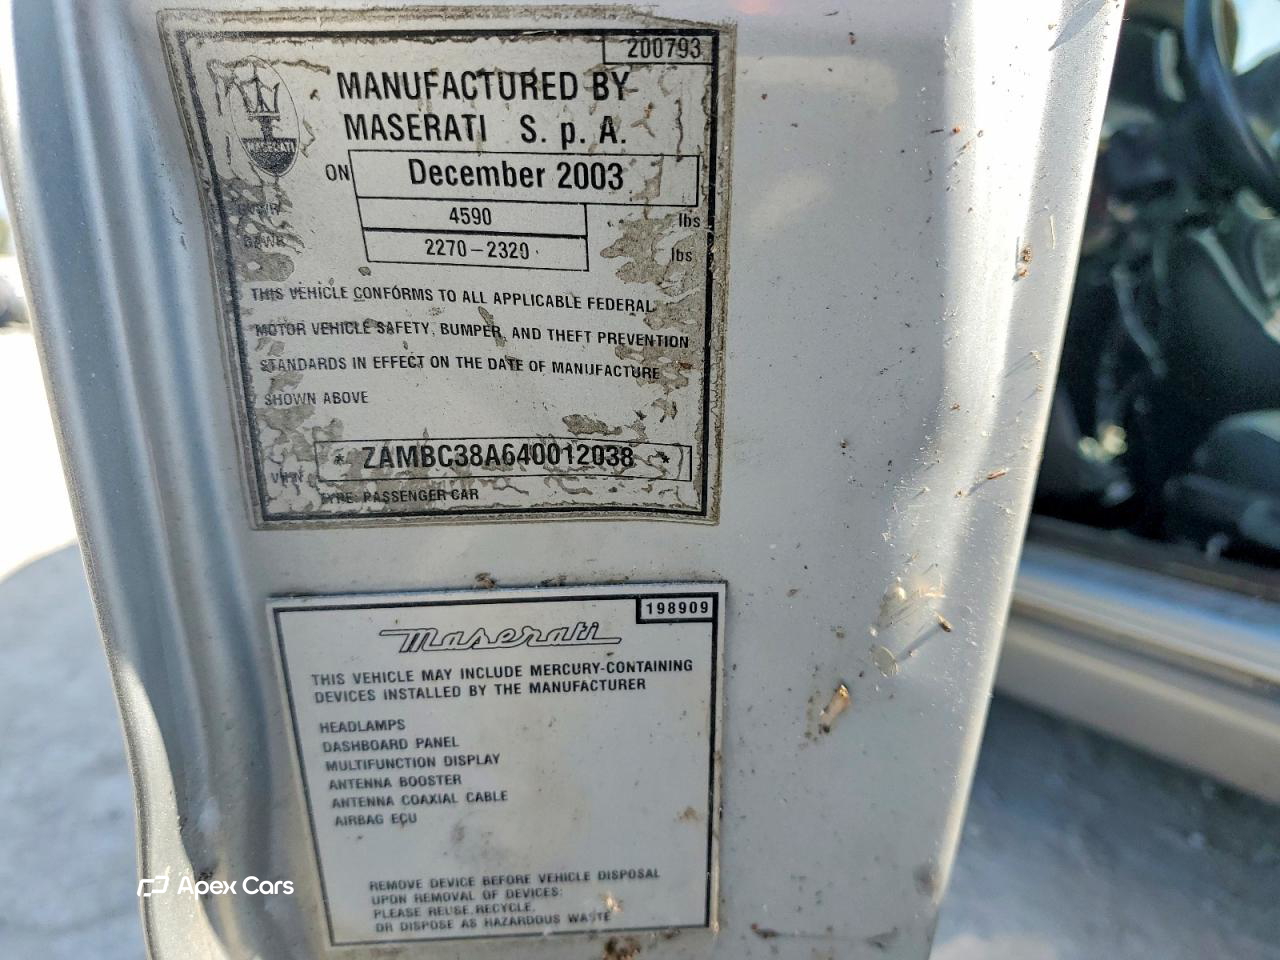 200793
MASERATI
MANUFACTURED BY
MASERATI S. p. A.
ON December 2003
4590 lbs
GAWR 2270-2320 lbs
THIS VEHICLE CONFORMS TO ALL APPLICABLE FEDERAL
MOTOR VEHICLE SAFETY, BUMPER, AND THEFT PREVENTION
STANDARDS IN EFFECT ON THE DATE OF MANUFACTURE
SHOWN ABOVE
* ZAMBC38A640012038 *
TYPE: PASSENGER CAR
198909
Maserati
THIS VEHICLE MAY INCLUDE MERCURY-CONTAINING
DEVICES INSTALLED BY THE MANUFACTURER
HEADLAMPS
DASHBOARD PANEL
MULTIFUNCTION DISPLAY
ANTENNA BOOSTER
ANTENNA COAXIAL CABLE
AIRBAG ECU
REMOVE DEVICE BEFORE VEHICLE DISPOSAL
UPON REMOVAL OF DEVICES:
PLEASE REUSE, RECYCLE,
OR DISPOSE AS HAZARDOUS WASTE
Apex Cars